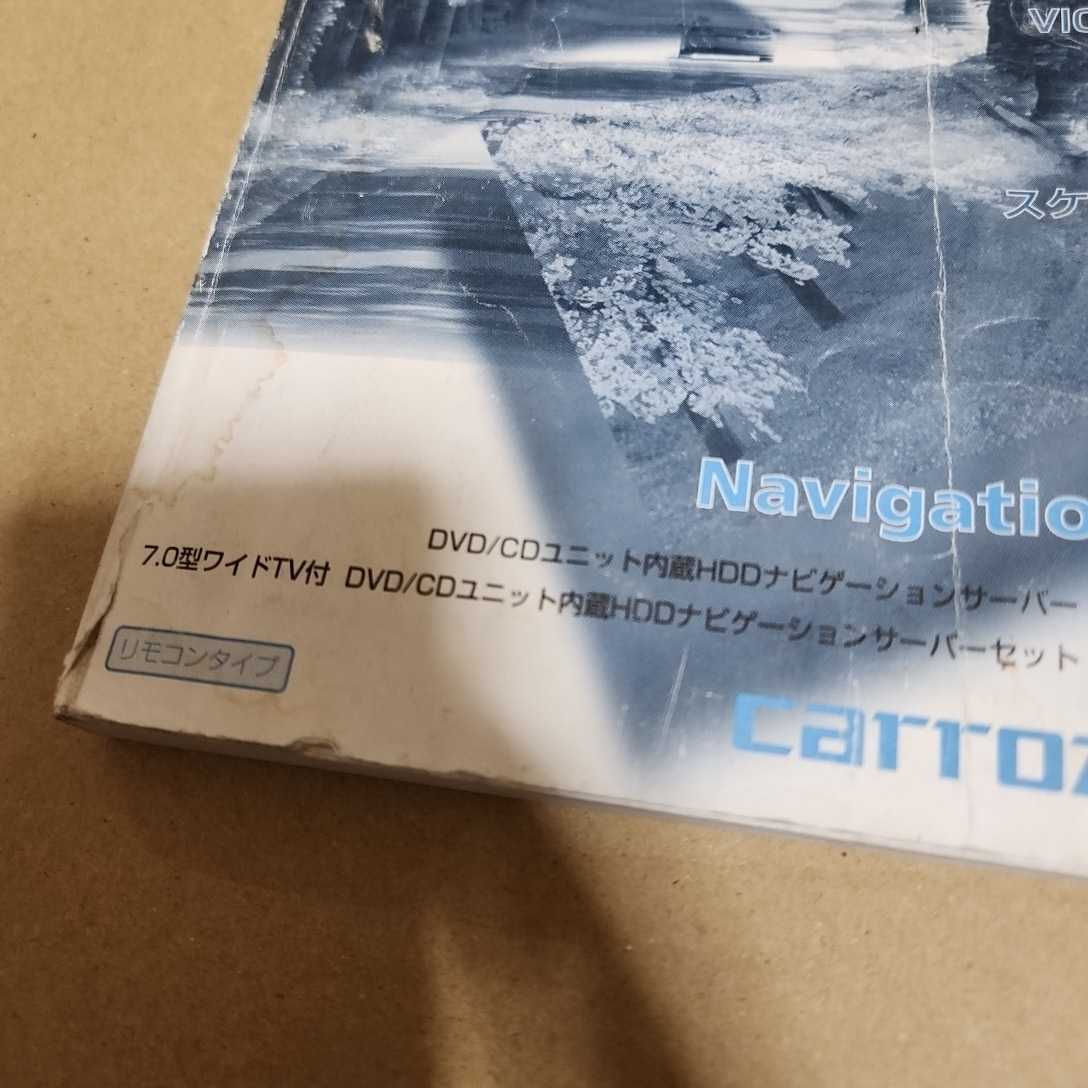 VIC
スケ
Navigatio
DVD/CDユニット内蔵HDDナビゲーションサーバー
7.0型ワイドTV付 DVD/CDユニット内蔵HDDナビゲーションサーバーセット
リモコンタイプ
carroz